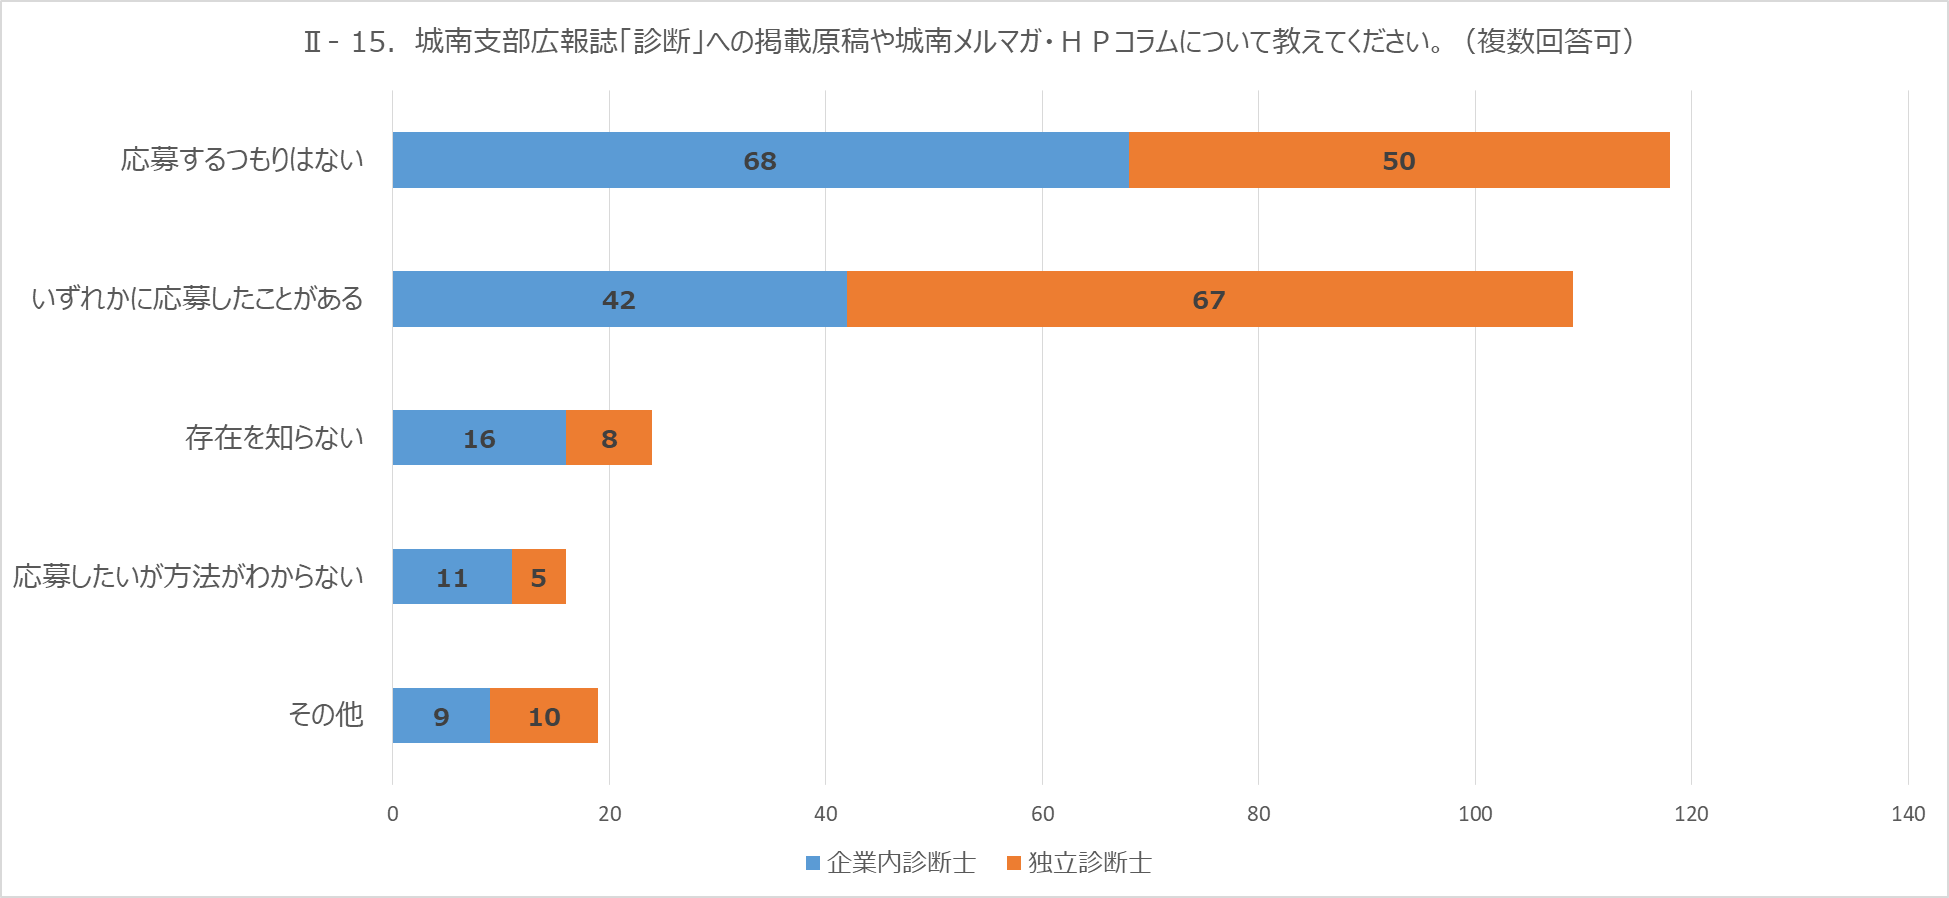 Ⅱ- 15. 城南支部広報誌「診断」への掲載原稿や城南メルマガ・ＨＰコラムについて教えてください。（複数回答可）
応募するつもりはない 68 50
いずれかに応募したことがある 42 67
存在を知らない 16 8
応募したいが方法がわからない 11 5
その他 9 10
0 20 40 60 80 100 120 140
企業内診断士 独立診断士